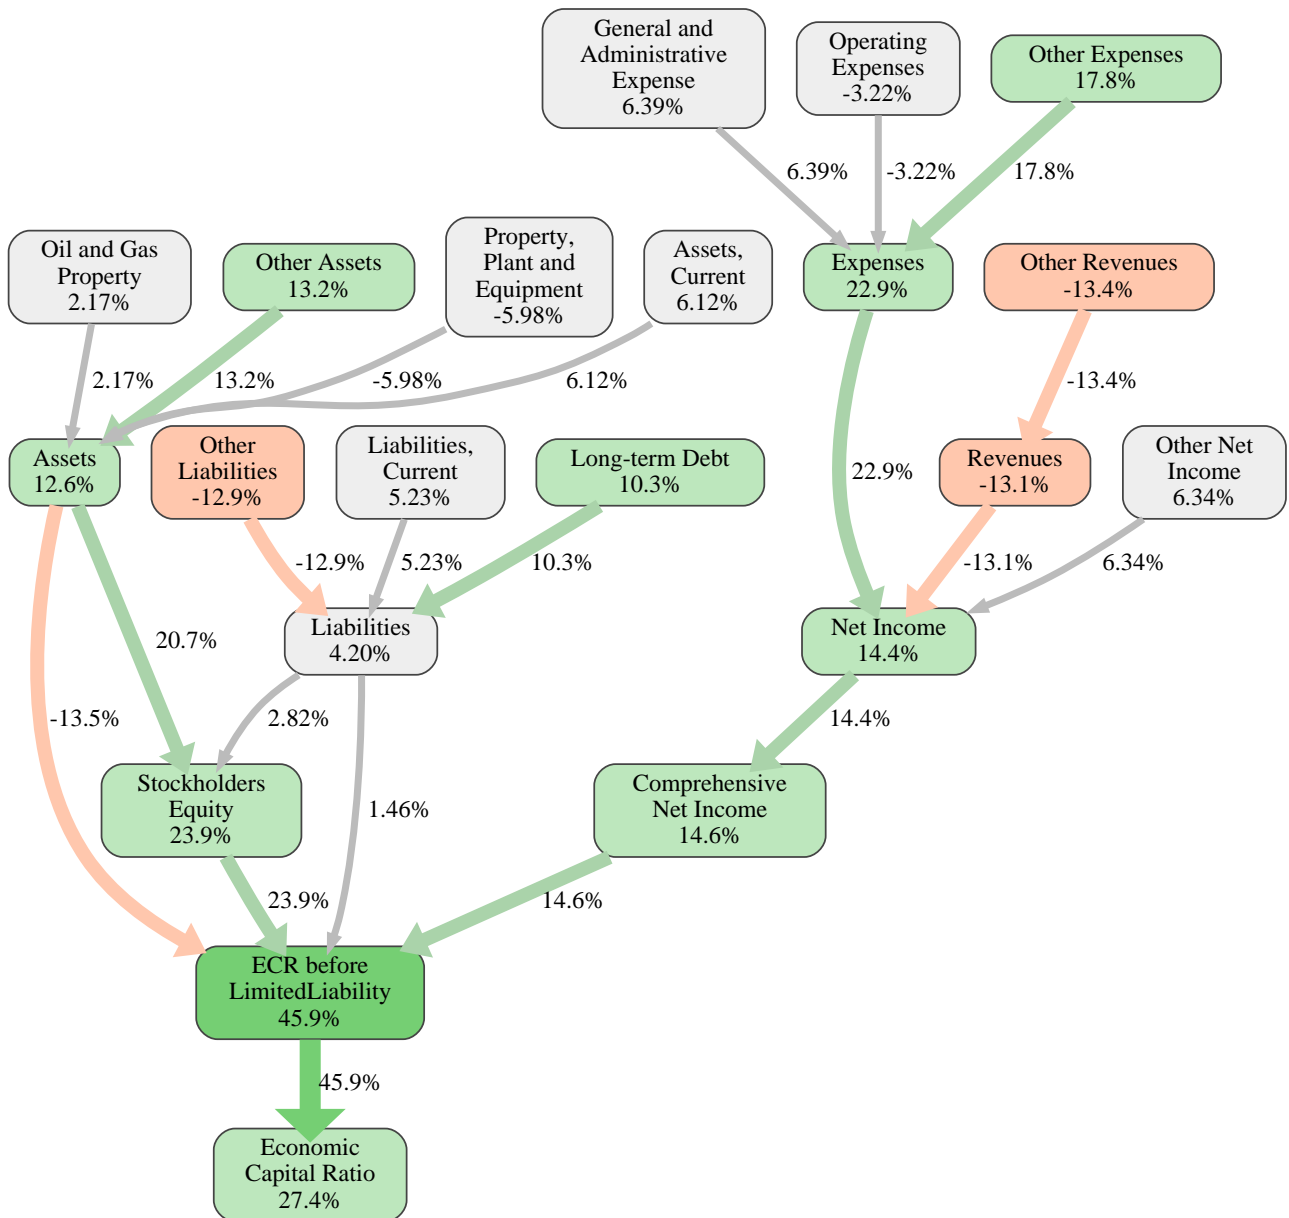 General and
Administrative
Expense
6.39%
Operating
Expenses
-3.22%
Other Expenses
17.8%
6.39%
-3.22%
17.8%
Oil and Gas
Property
2.17%
Other Assets
13.2%
Property,
Plant and
Equipment
-5.98%
Assets,
Current
6.12%
Expenses
22.9%
Other Revenues
-13.4%
2.17%
13.2%
-5.98%
6.12%
-13.4%
Assets
12.6%
Other
Liabilities
-12.9%
Liabilities,
Current
5.23%
Long-term Debt
10.3%
22.9%
Revenues
-13.1%
Other Net
Income
6.34%
-12.9%
5.23%
10.3%
-13.1%
6.34%
20.7%
Liabilities
4.20%
Net Income
14.4%
-13.5%
2.82%
14.4%
Stockholders
Equity
23.9%
1.46%
Comprehensive
Net Income
14.6%
23.9%
14.6%
ECR before
LimitedLiability
45.9%
45.9%
Economic
Capital Ratio
27.4%